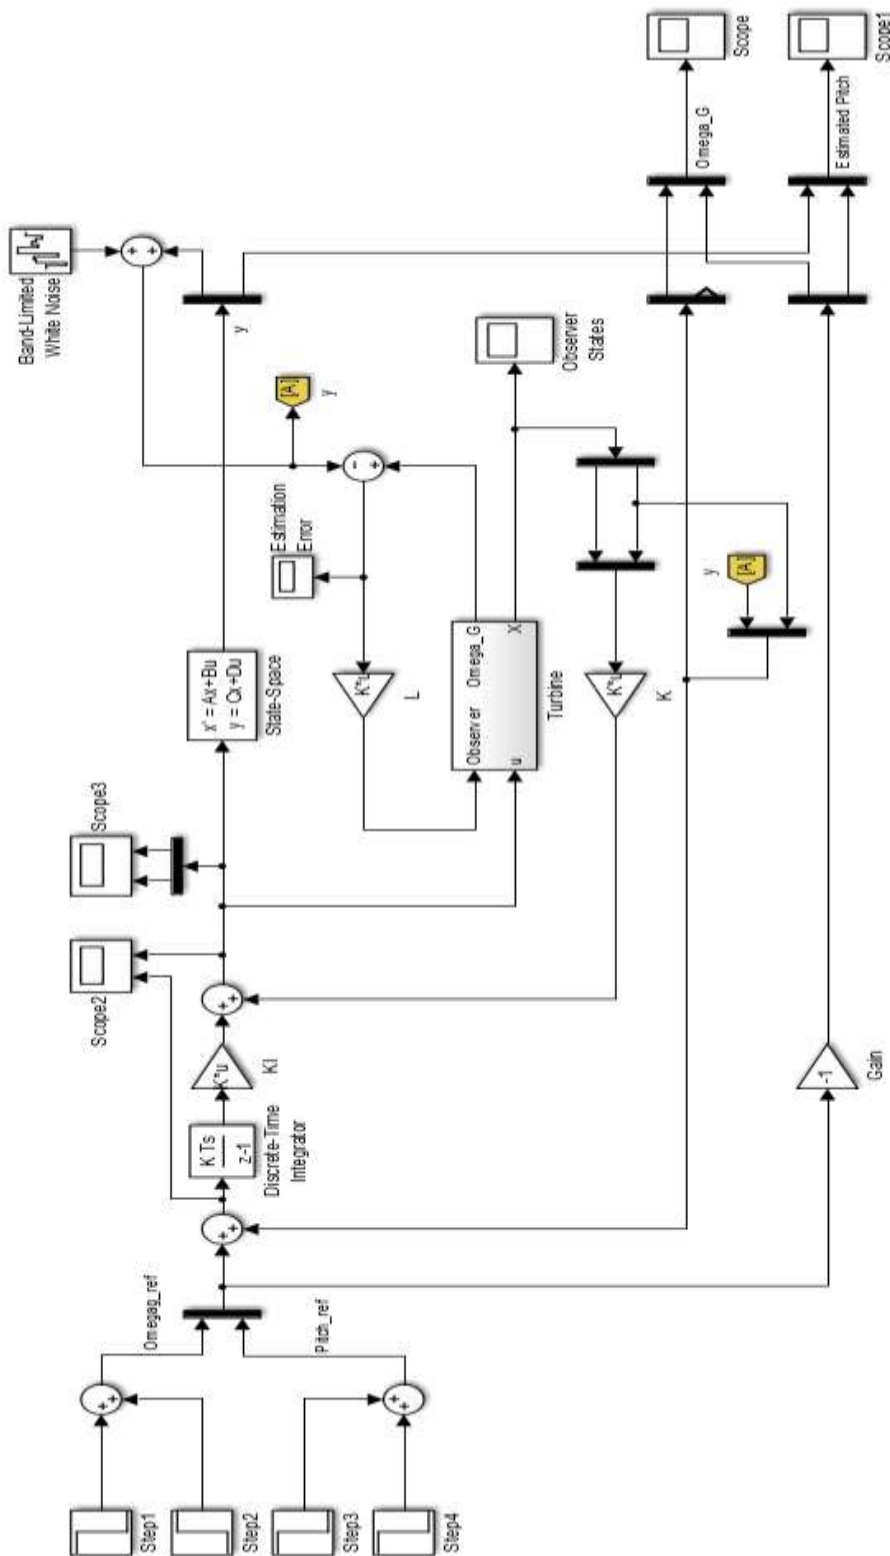 Step1
Step2
Step3
Step4
+
+
+
+
Omegag_ref
Pitch_ref
+
+
K Ts
z-1
Discrete-Time
Integrator
K*u
KI
+
+
Scope2
Scope3
x' = Ax+Bu
y = Cx+Du
State-Space
y
Band-Limited
White Noise
+
+
[A]
y
-
+
Estimation
Error
K*u
L
Observer
Omega_G
u
X
Turbine
Observer
States
K*u
K
y
[A]
-1
Gain
Omega_G
Scope
Estimated Pitch
Scope1